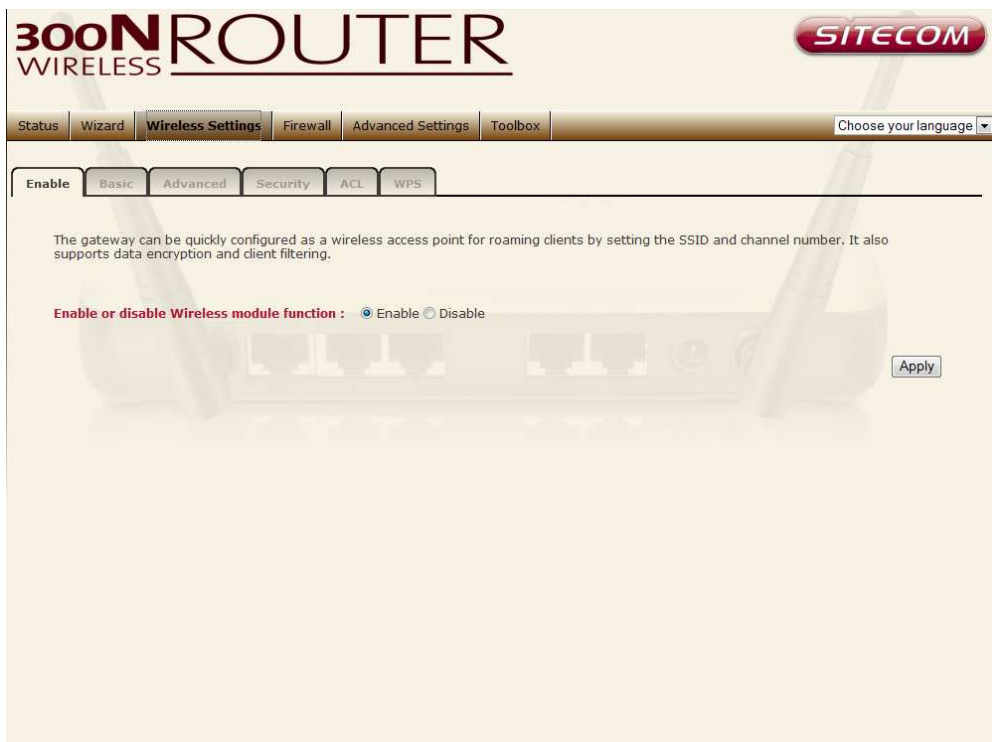 300N ROUTER
WIRELESS
SITECOM
Status Wizard Wireless Settings Firewall Advanced Settings Toolbox Choose your language
Enable Basic Advanced Security ACL WPS
The gateway can be quickly configured as a wireless access point for roaming clients by setting the SSID and channel number. It also
supports data encryption and client filtering.
Enable or disable Wireless module function : Enable Disable
Apply